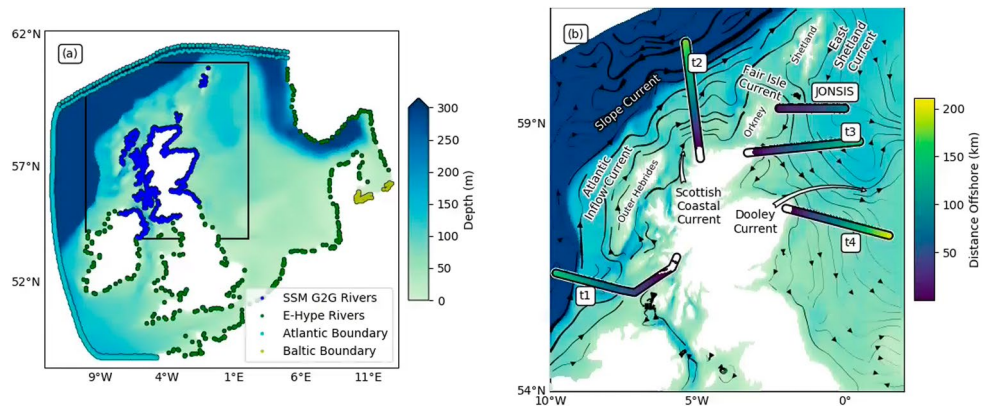 (a)
62°N
57°N
52°N
9°W
4°W
1°E
6°E
11°E
SSM G2G Rivers
E-Hype Rivers
Atlantic Boundary
Baltic Boundary
300
250
200
150
100
50
0
Depth (m)
(b)
59°N
54°N
10°W
5°W
0°
t2
Slope Current
Fair Isle
Current
Shetland
East
Shetland
Current
JONSIS
Orkney
t3
Atlantic
Inflow Current
Outer Hebrides
Scottish
Coastal
Current
Dooley
Current
t4
t1
200
150
100
50
Distance Offshore (km)